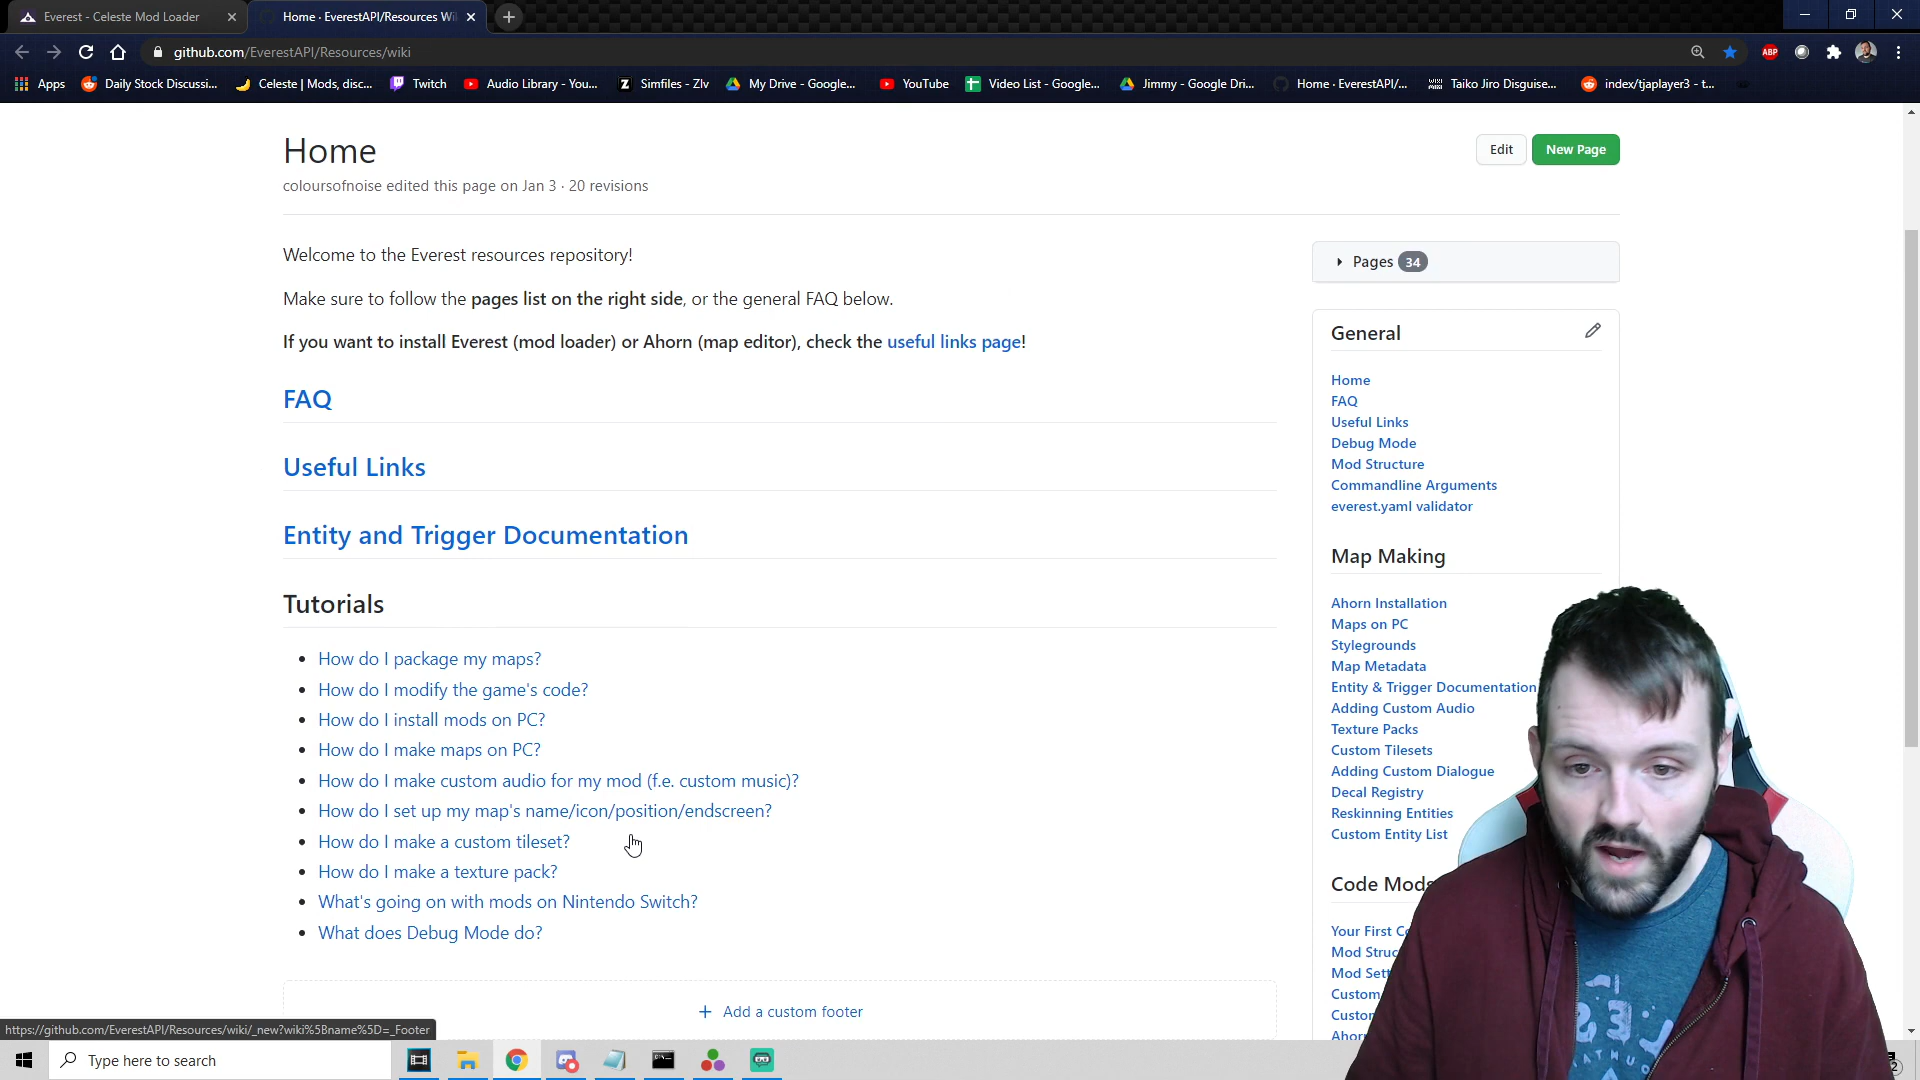 Everest - Celeste Mod Loader
Home · EverestAPI/Resources Wi
github.com/EverestAPI/Resources/wiki
ABP
Apps
Daily Stock Discussi...
Celeste | Mods, disc...
Twitch
Audio Library - You...
Simfiles - ZIv
My Drive - Google...
YouTube
Video List - Google...
Jimmy - Google Dri...
Home · EverestAPI/...
Taiko Jiro Disguise...
index/tjaplayer3 - t...
Home
Edit
New Page
coloursofnoise edited this page on Jan 3 · 20 revisions
Welcome to the Everest resources repository!
Make sure to follow the pages list on the right side, or the general FAQ below.
If you want to install Everest (mod loader) or Ahorn (map editor), check the useful links page!
FAQ
Useful Links
Entity and Trigger Documentation
Tutorials
How do I package my maps?
How do I modify the game's code?
How do I install mods on PC?
How do I make maps on PC?
How do I make custom audio for my mod (f.e. custom music)?
How do I set up my map's name/icon/position/endscreen?
How do I make a custom tileset?
How do I make a texture pack?
What's going on with mods on Nintendo Switch?
What does Debug Mode do?
Add a custom footer
Pages 34
General
Home
FAQ
Useful Links
Debug Mode
Mod Structure
Commandline Arguments
everest.yaml validator
Map Making
Ahorn Installation
Maps on PC
Stylegrounds
Map Metadata
Entity & Trigger Documentation
Adding Custom Audio
Texture Packs
Custom Tilesets
Adding Custom Dialogue
Decal Registry
Reskinning Entities
Custom Entity List
Code Mods
Your First
Mod
Mod
Custom
https://github.com/EverestAPI/Resources/wiki/_new?wiki%5Bname%5D=_Footer
Type here to search